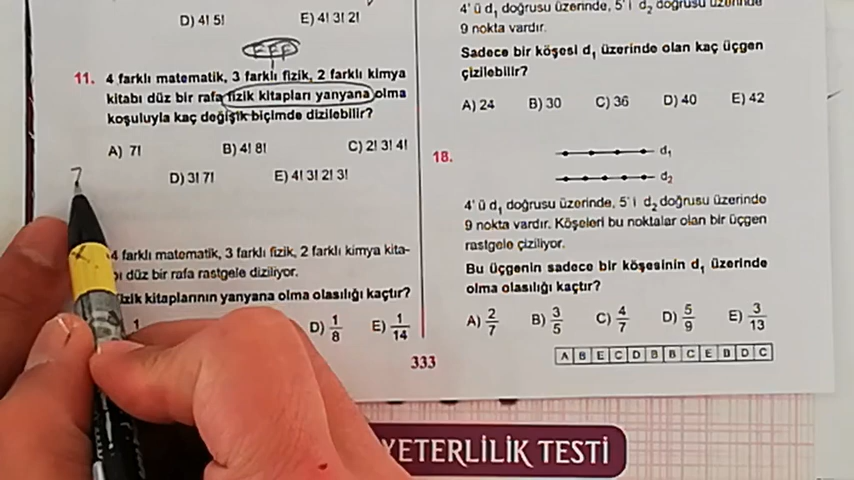 D) 4! 5!
E) 4! 3! 2!
FFF
11. 4 farklı matematik, 3 farklı fizik, 2 farklı kimya
kitabı düz bir rafa fizik kitapları yanyana olma
koşuluyla kaç değişik biçimde dizilebilir?
A) 7!
B) 4! 8!
C) 2! 3! 4!
D) 3! 7!
E) 4! 3! 2! 3!
7
4 farklı matematik, 3 farklı fizik, 2 farklı kimya kita-
bı düz bir rafa rastgele diziliyor.
fizik kitaplarının yanyana olma olasılığı kaçtır?
D) 1/8
E) 1/14
4' ü d1 doğrusu üzerinde, 5' i d2 doğrusu üzerinde
9 nokta vardır.
Sadece bir köşesi d1 üzerinde olan kaç üçgen
çizilebilir?
A) 24
B) 30
C) 36
D) 40
E) 42
18.
d1
d2
4' ü d1 doğrusu üzerinde, 5' i d2 doğrusu üzerinde
9 nokta vardır. Köşeleri bu noktalar olan bir üçgen
rastgele çiziliyor.
Bu üçgenin sadece bir köşesinin d1 üzerinde
olma olasılığı kaçtır?
A) 2/7
B) 3/5
C) 4/7
D) 5/9
E) 3/13
333
A B E C D B B C E B D C
YETERLİLİK TESTİ